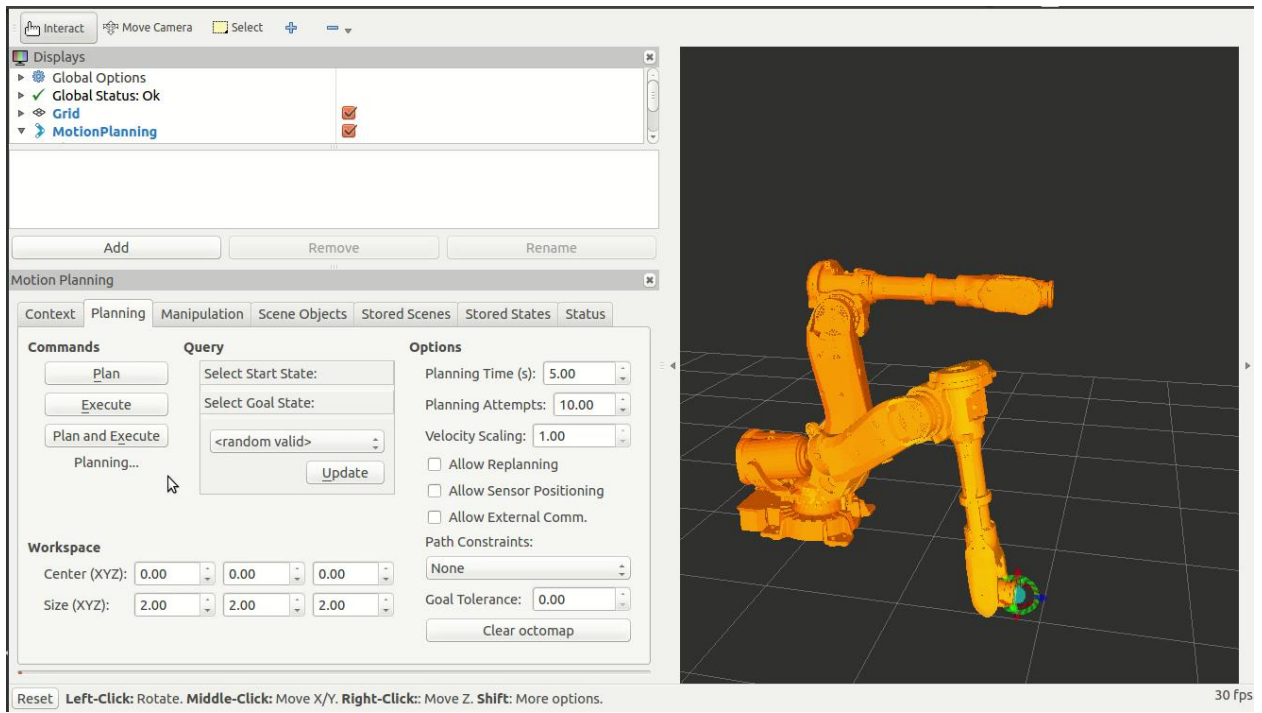 Interact Move Camera Select
Displays
Global Options
Global Status: Ok
Grid
MotionPlanning
Add Remove Rename
Motion Planning
Context Planning Manipulation Scene Objects Stored Scenes Stored States Status
Commands Query Options
Plan Select Start State: Planning Time (s): 5.00
Execute Select Goal State: Planning Attempts: 10.00
Plan and Execute <random valid> Velocity Scaling: 1.00
Planning... Update Allow Replanning
Allow Sensor Positioning
Allow External Comm.
Workspace Path Constraints:
Center (XYZ): 0.00 0.00 0.00 None
Size (XYZ): 2.00 2.00 2.00 Goal Tolerance: 0.00
Clear octomap
Reset Left-Click: Rotate. Middle-Click: Move X/Y. Right-Click:: Move Z. Shift: More options. 30 fps